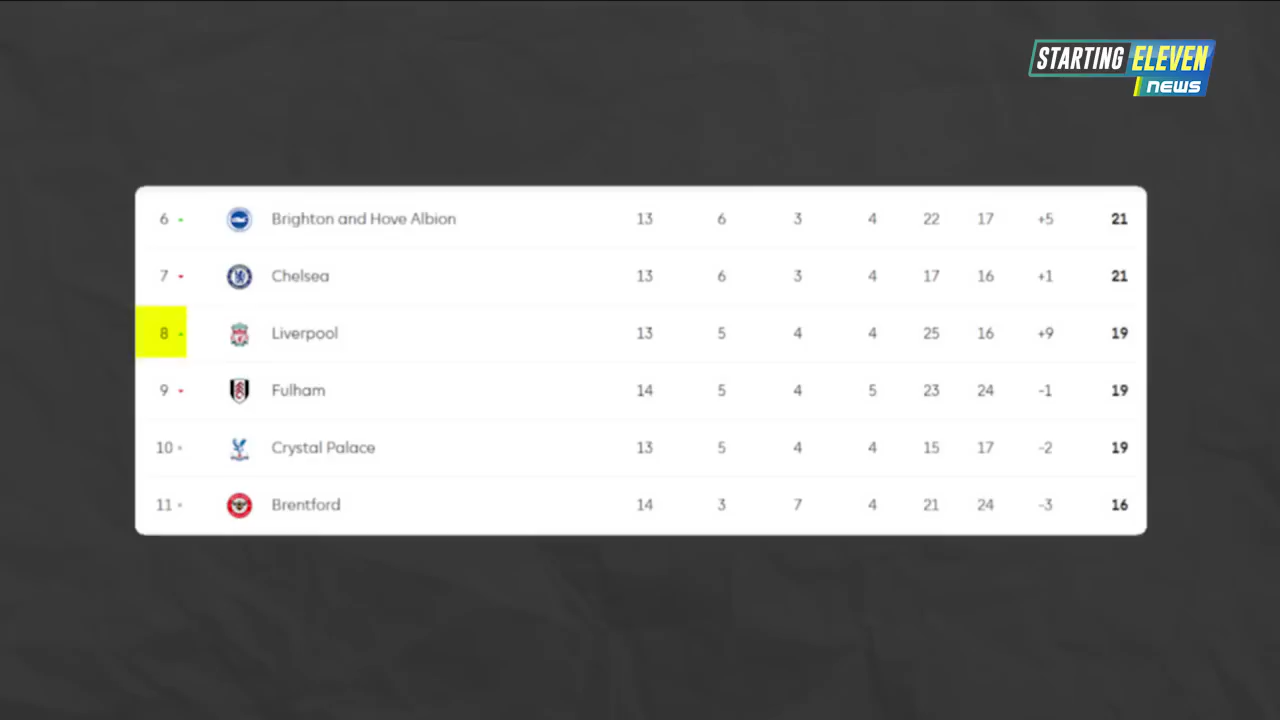 STARTING ELEVEN
news
6 Brighton and Hove Albion 13 6 3 4 22 17 +5 21
7 Chelsea 13 6 3 4 17 16 +1 21
8 Liverpool 13 5 4 4 25 16 +9 19
9 Fulham 14 5 4 5 23 24 -1 19
10 Crystal Palace 13 5 4 4 15 17 -2 19
11 Brentford 14 3 7 4 21 24 -3 16